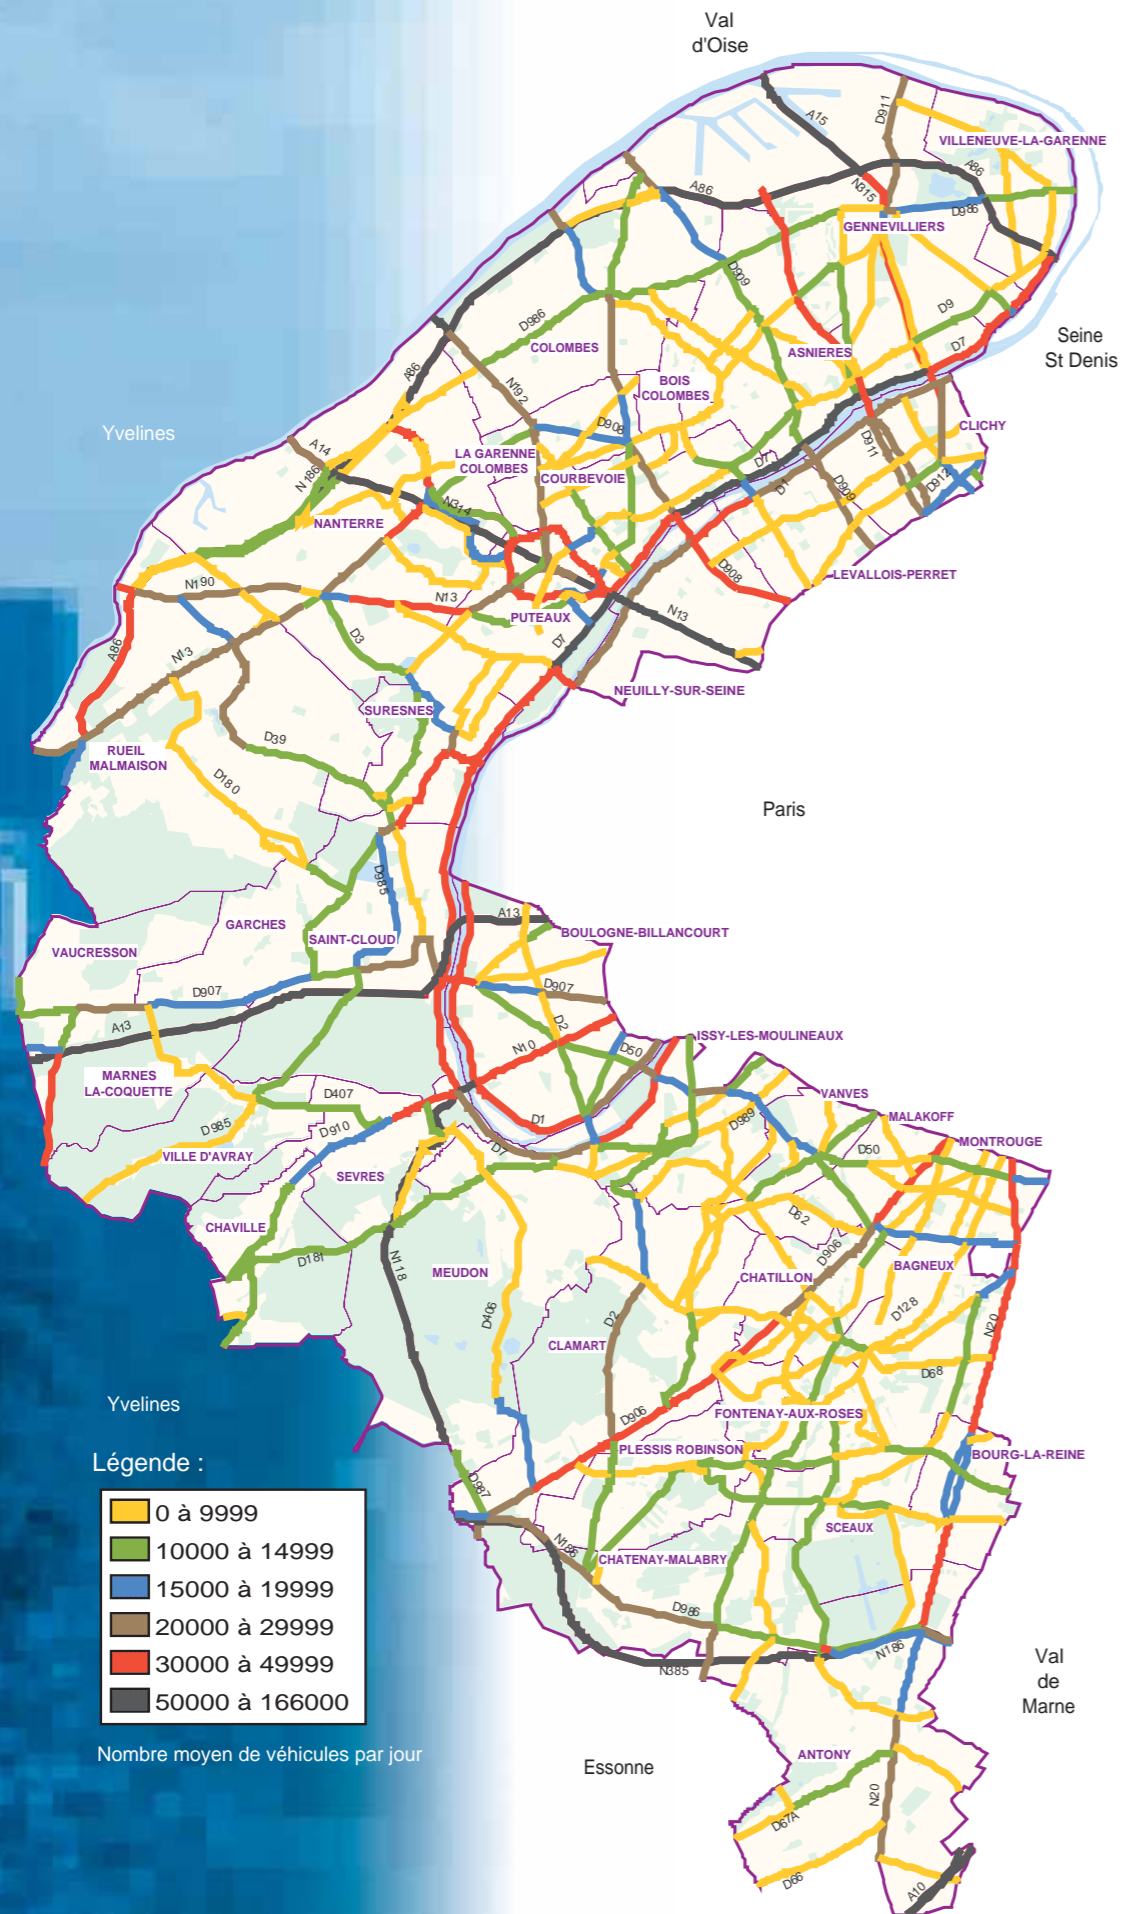 Val
d'Oise
A15
D911
VILLENEUVE-LA-GARENNE
A86
A86
N315
D986
GENNEVILLIERS
D909
D986
COLOMBES
D9
D7
ASNIERES
Seine
St Denis
A86
N192
BOIS
COLOMBES
D908
CLICHY
Yvelines
A14
N186
LA GARENNE
COLOMBES
COURBEVOIE
D7
D1
D911
D909
D912
N314
NANTERRE
LEVALLOIS-PERRET
D908
N190
N13
PUTEAUX
N13
A86
D3
D7
N13
NEUILLY-SUR-SEINE
SURESNES
RUEIL
MALMAISON
D39
D180
Paris
D985
GARCHES
A13
VAUCRESSON
SAINT-CLOUD
BOULOGNE-BILLANCOURT
D907
D907
A13
D2
N10
D50
ISSY-LES-MOULINEAUX
MARNES
LA-COQUETTE
D407
D1
VANVES
D985
D910
D989
MALAKOFF
VILLE D'AVRAY
D7
D50
MONTROUGE
SEVRES
CHAVILLE
D62
D181
N118
MEUDON
D906
CHATILLON
BAGNEUX
D406
D2
D128
N20
CLAMART
D68
Yvelines
D906
FONTENAY-AUX-ROSES
Légende :
PLESSIS ROBINSON
BOURG-LA-REINE
D987
0 à 9999
10000 à 14999
15000 à 19999
20000 à 29999
30000 à 49999
50000 à 166000
SCEAUX
N186
CHATENAY-MALABRY
D986
N186
N385
Val
de
Marne
Nombre moyen de véhicules par jour
Essonne
ANTONY
N20
D67A
D66
A10